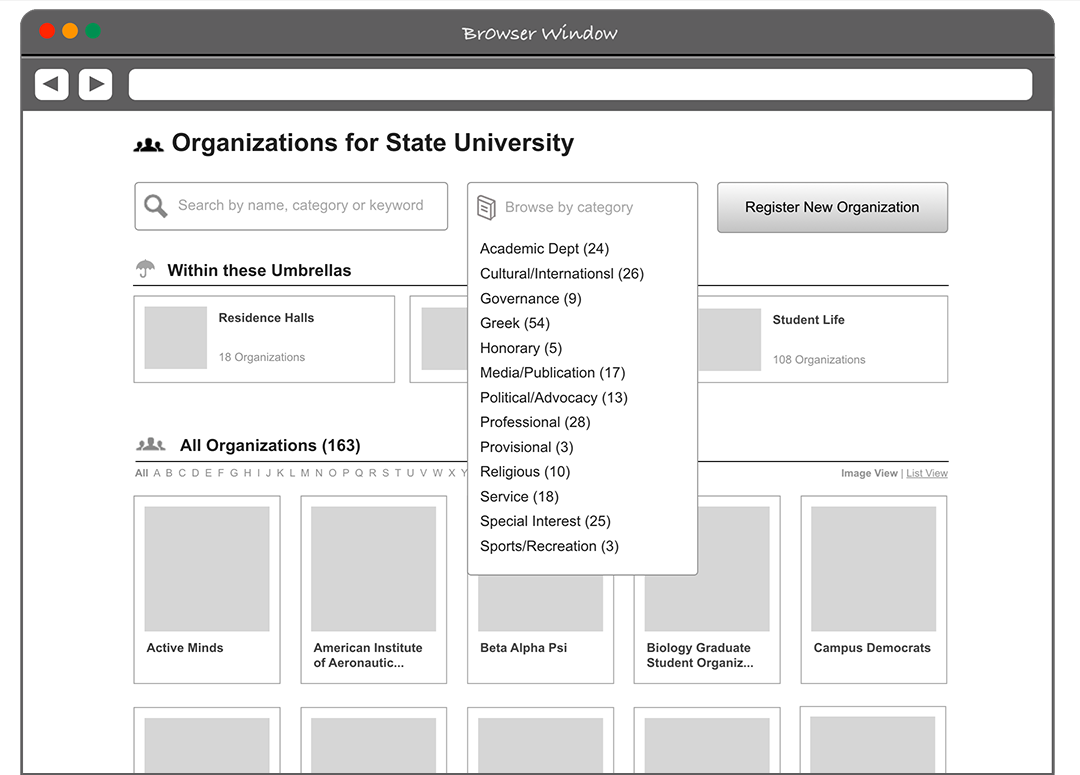 Browser Window
Organizations for State University
Search by name, category or keyword
Browse by category
Register New Organization
Academic Dept (24)
Cultural/Internationsl (26)
Governance (9)
Greek (54)
Honorary (5)
Media/Publication (17)
Political/Advocacy (13)
Professional (28)
Provisional (3)
Religious (10)
Service (18)
Special Interest (25)
Sports/Recreation (3)
Within these Umbrellas
Residence Halls
18 Organizations
Student Life
108 Organizations
All Organizations (163)
All A B C D E F G H I J K L M N O P Q R S T U V W X Y
Image View | List View
Active Minds
American Institute
of Aeronautic...
Beta Alpha Psi
Biology Graduate
Student Organiz...
Campus Democrats